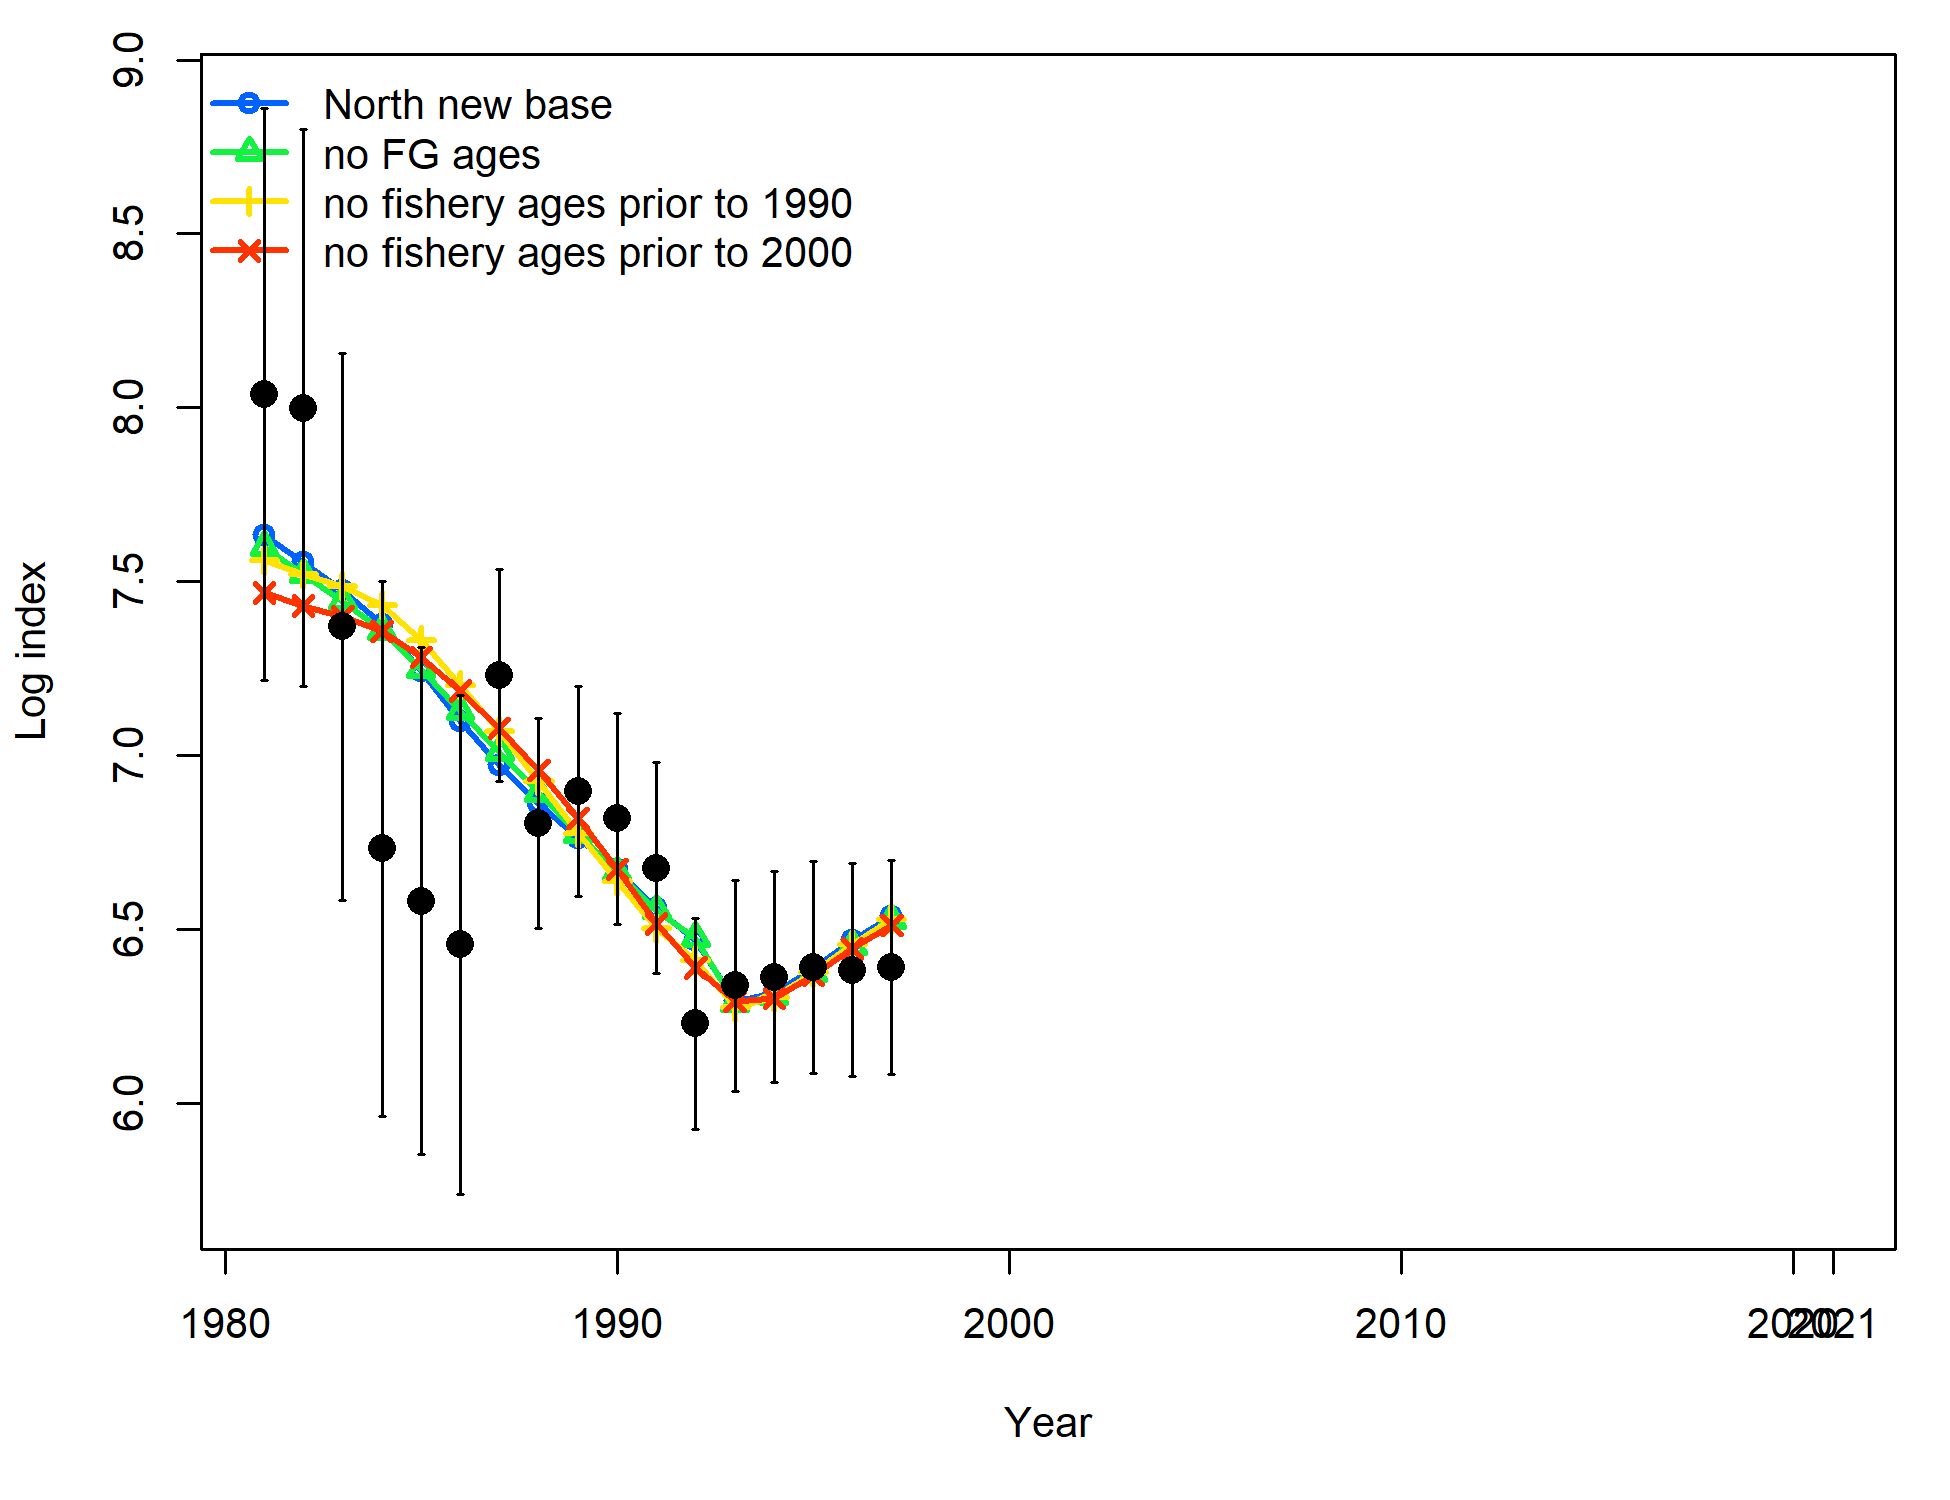 North new base
no FG ages
no fishery ages prior to 1990
no fishery ages prior to 2000
9.0
8.5
8.0
7.5
7.0
6.5
6.0
Log index
1980 1990 2000 2010 2020 2021
Year